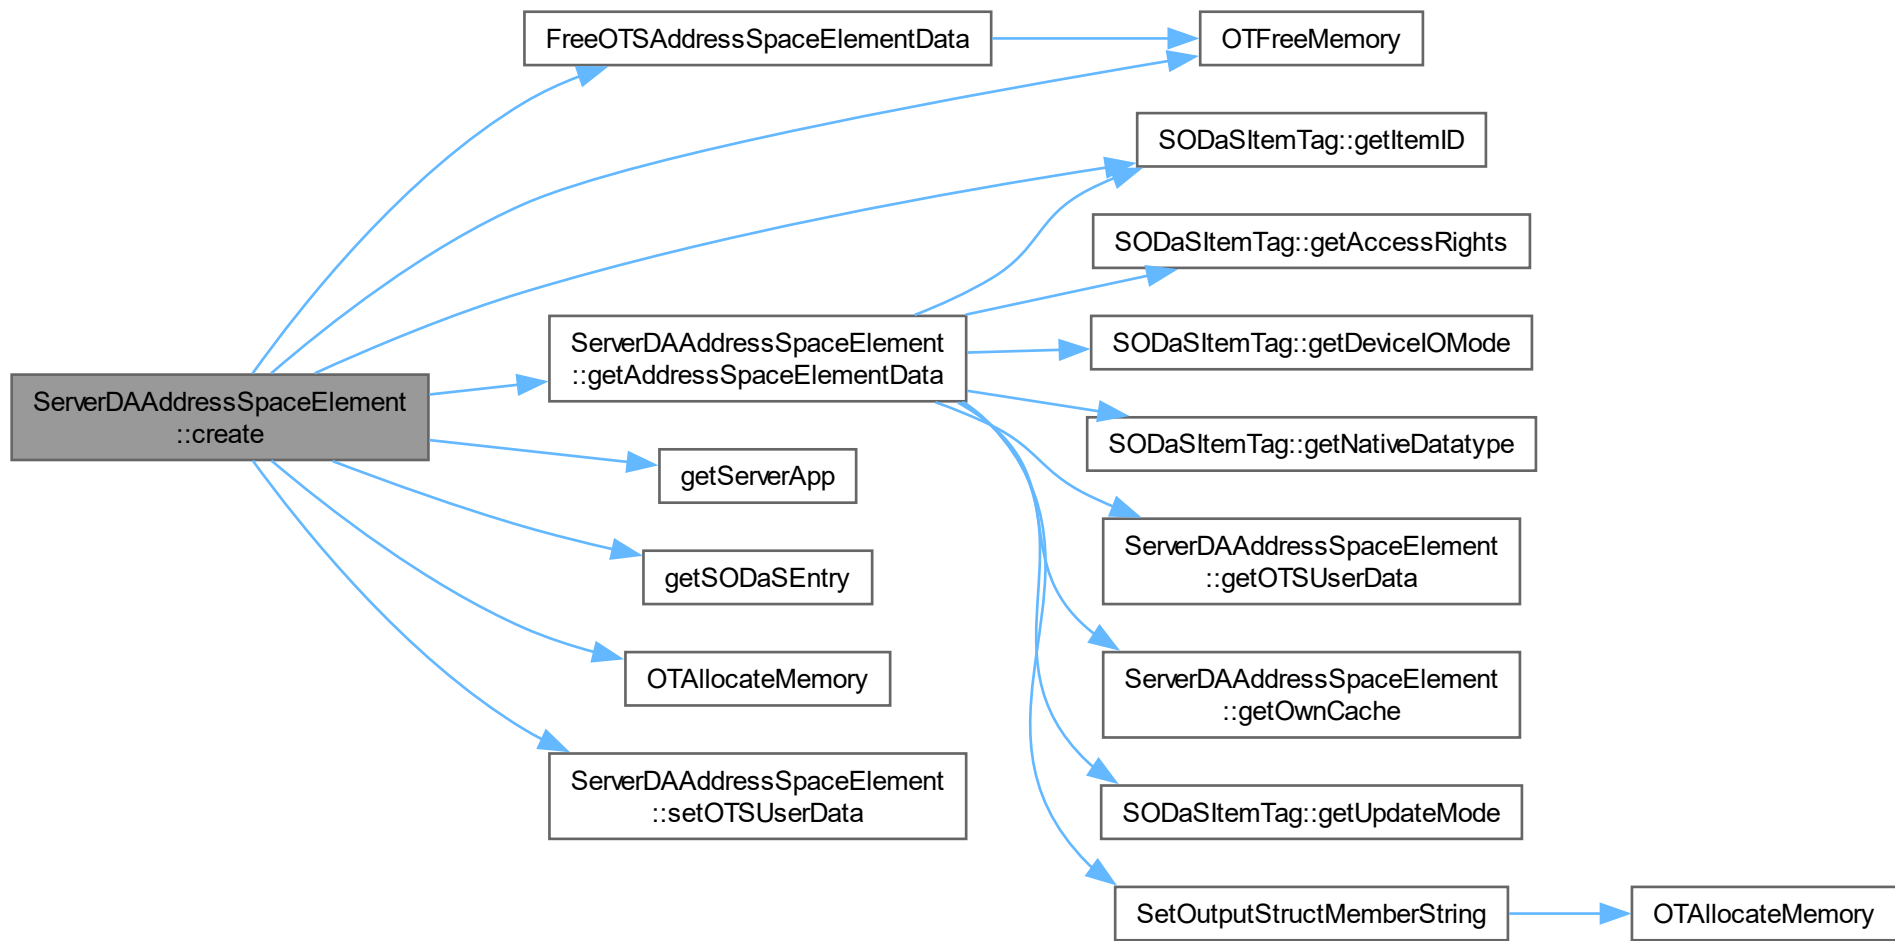 FreeOTSAddressSpaceElementData
OTFreeMemory
SODaSItemTag::getItemID
SODaSItemTag::getAccessRights
ServerDAAddressSpaceElement
::getAddressSpaceElementData
SODaSItemTag::getDeviceIOMode
ServerDAAddressSpaceElement
::create
SODaSItemTag::getNativeDatatype
getServerApp
ServerDAAddressSpaceElement
::getOTSUserData
getSODaSEntry
OTAllocateMemory
ServerDAAddressSpaceElement
::getOwnCache
ServerDAAddressSpaceElement
::setOTSUserData
SODaSItemTag::getUpdateMode
SetOutputStructMemberString
OTAllocateMemory